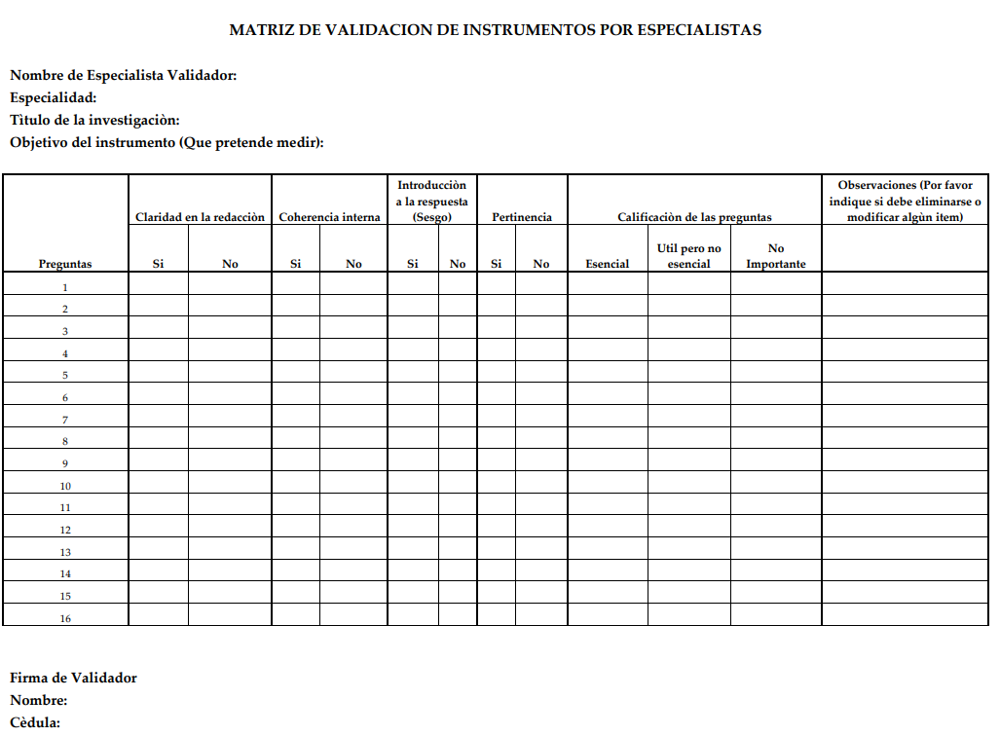 MATRIZ DE VALIDACION DE INSTRUMENTOS POR ESPECIALISTAS
Nombre de Especialista Validador:
Especialidad:
Tìtulo de la investigaciòn:
Objetivo del instrumento (Que pretende medir):
Preguntas
Claridad en la redacciòn
Coherencia interna
Introducciòn
a la respuesta
(Sesgo)
Pertinencia
Calificaciòn de las preguntas
Observaciones (Por favor
indique si debe eliminarse o
modificar algùn item)
Si No Si No Si No Si No Esencial
Util pero no
esencial
No
Importante
1
2
3
4
5
6
7
8
9
10
11
12
13
14
15
16
Firma de Validador
Nombre:
Cèdula: